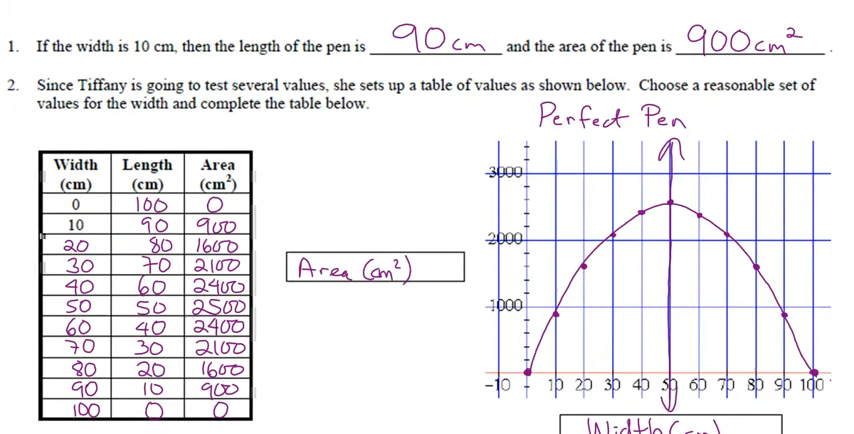 1. If the width is 10 cm, then the length of the pen is 90cm and the area of the pen is 900cm².
2. Since Tiffany is going to test several values, she sets up a table of values as shown below. Choose a reasonable set of
values for the width and complete the table below.
Perfect Pen
Width (cm) Length (cm) Area (cm²)
0 100 0
10 90 900
20 80 1600
30 70 2100
40 60 2400
50 50 2500
60 40 2400
70 30 2100
80 20 1600
90 10 900
100 0 0
Area (cm²)
3000
2000
1000
-10 10 20 30 40 50 60 70 80 90 100
Width (cm)